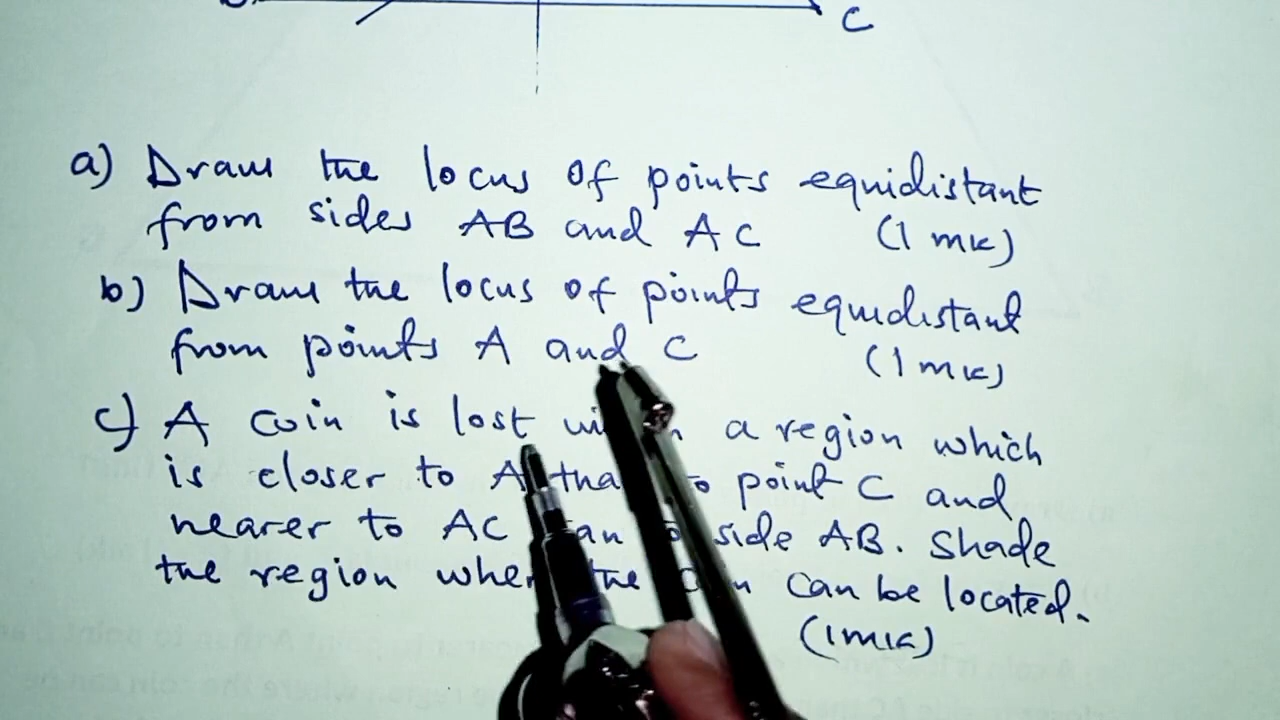 C
a) Draw the locus of points equidistant
from sides AB and AC (1 mk)
b) Draw the locus of points equidistant
from points A and C (1 mk)
c) A coin is lost a region which
is closer to A point C and
nearer to AC side AB. Shade
the region the can be located.
(1mk)